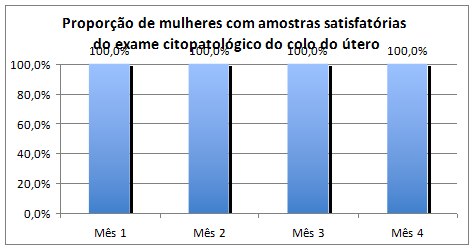 Proporção de mulheres com amostras satisfatórias
do exame citopatológico do colo do útero
100,0% 100,0% 100,0% 100,0%
100,0%
80,0%
60,0%
40,0%
20,0%
0,0%
Mês 1 Mês 2 Mês 3 Mês 4